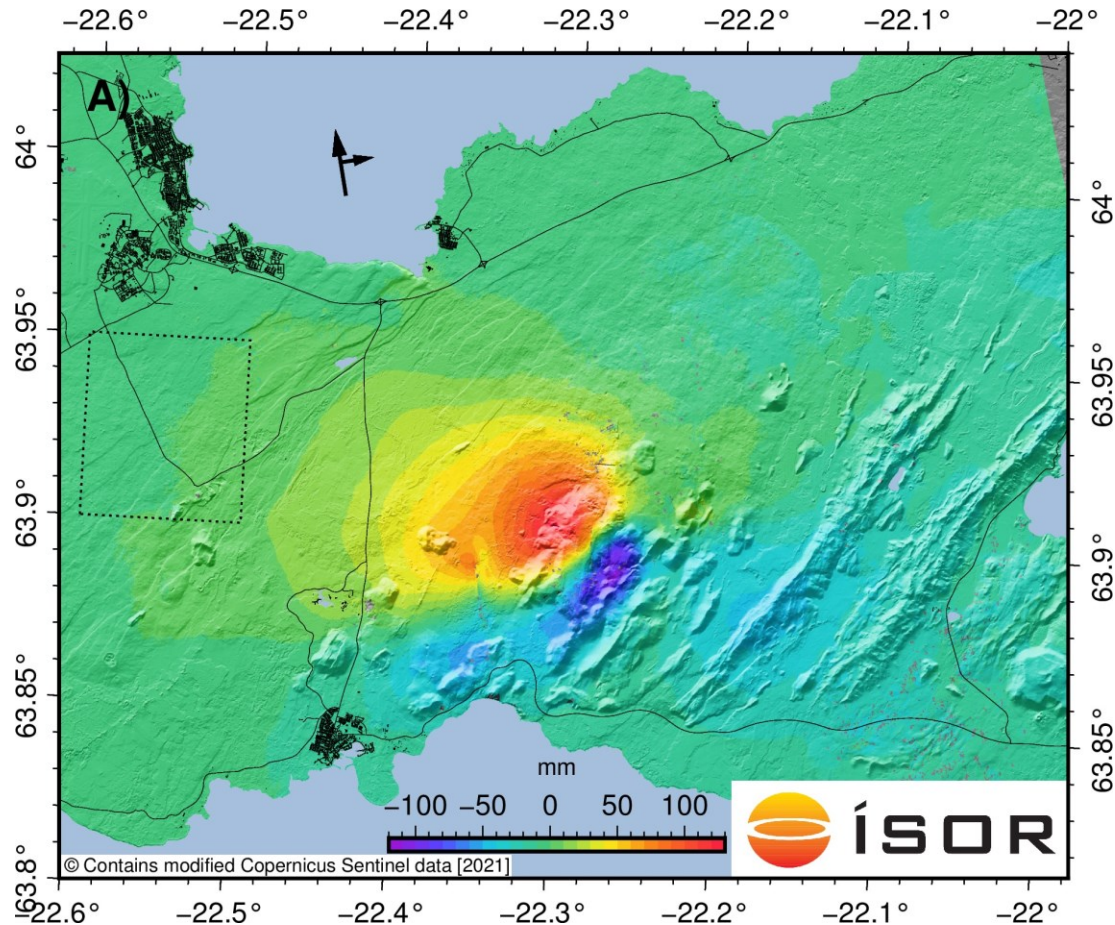 −22.6° −22.5° −22.4° −22.3° −22.2° −22.1° −22°
A)
64° 64°
63.95° 63.95°
63.9° 63.9°
63.85° 63.85°
63.8°
mm
−100 −50 0 50 100
ÍSOR
© Contains modified Copernicus Sentinel data [2021]
−22.6° −22.5° −22.4° −22.3° −22.2° −22.1° −22°